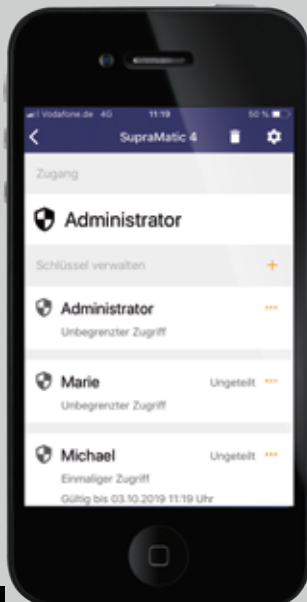 Vodafone.de 4G 11:19 50 %
SupraMatic 4
Zugang
Administrator
Schlüssel verwalten
Administrator
Unbegrenzter Zugriff
Marie Ungeteilt
Unbegrenzter Zugriff
Michael Ungeteilt
Einmaliger Zugriff
Gültig bis 03.10.2019 11:19 Uhr